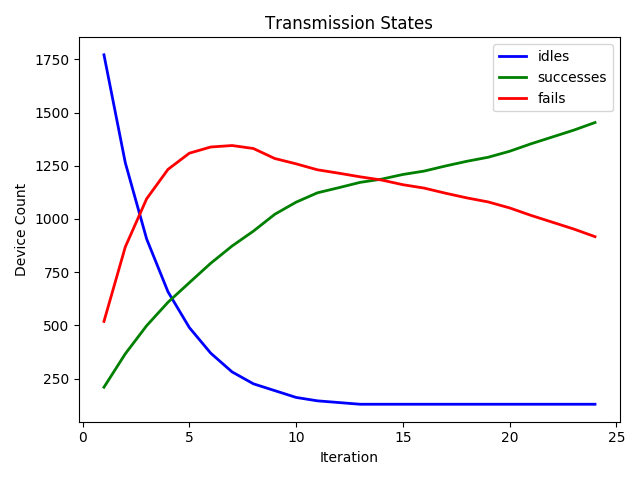 Transmission States
idles
successes
fails
Device Count
1750
1500
1250
1000
750
500
250
0
5
10
15
20
25
Iteration